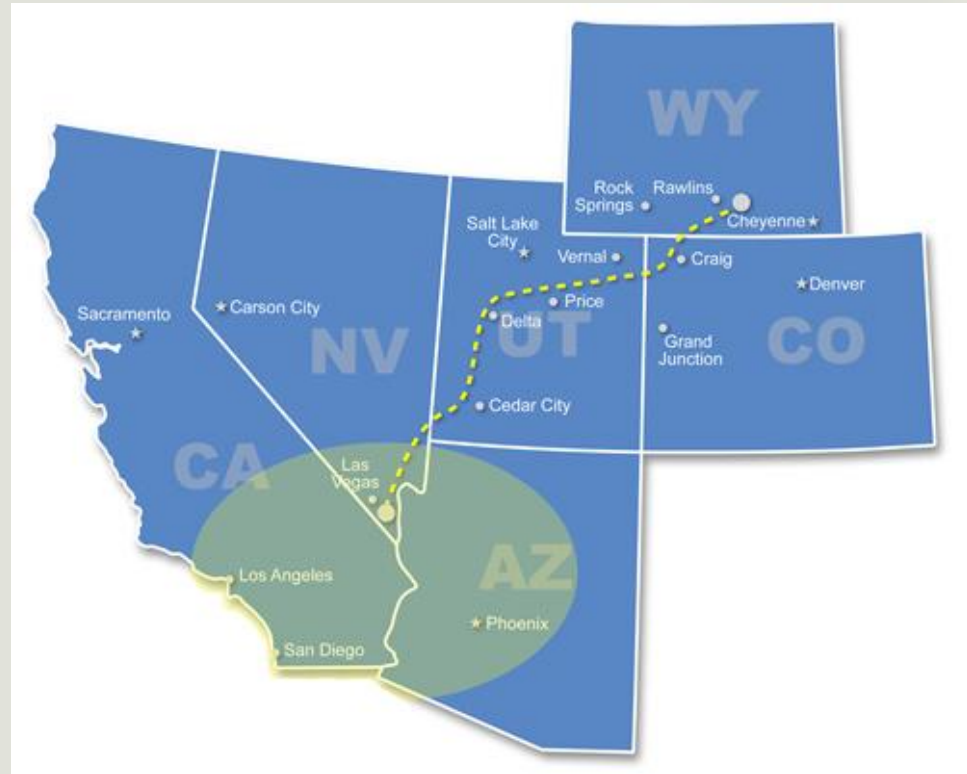 WY
Rock
Springs
Rawlins
Cheyenne
Salt Lake
City
Vernal
Craig
Denver
Sacramento
Carson City
Price
Delta
NV
UT
Grand
Junction
CO
Cedar City
CA
Las
Vegas
AZ
Los Angeles
Phoenix
San Diego